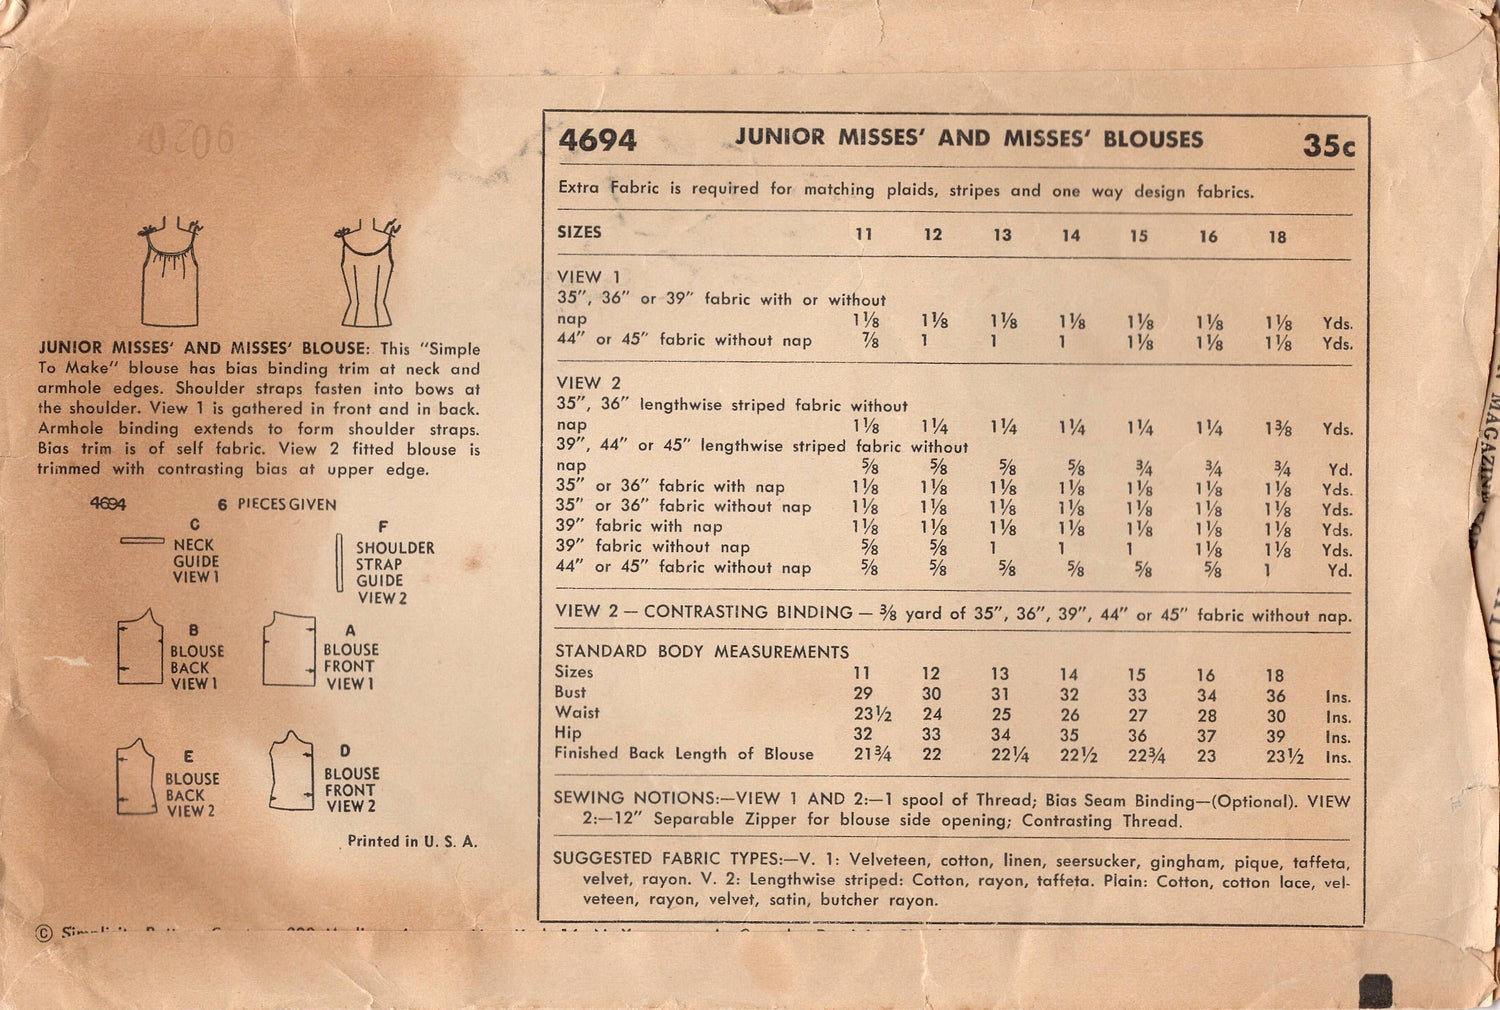 0206
JUNIOR MISSES' AND MISSES' BLOUSE: This "Simple
To Make" blouse has bias binding trim at neck and
armhole edges. Shoulder straps fasten into bows at
the shoulder. View 1 is gathered in front and in back.
Armhole binding extends to form shoulder straps.
Bias trim is of self fabric. View 2 fitted blouse is
trimmed with contrasting bias at upper edge.
4694 6 PIECES GIVEN
C
NECK
GUIDE
VIEW 1
F
SHOULDER
STRAP
GUIDE
VIEW 2
B
BLOUSE
BACK
VIEW 1
A
BLOUSE
FRONT
VIEW 1
E
BLOUSE
BACK
VIEW 2
D
BLOUSE
FRONT
VIEW 2
Printed in U. S. A.
© Simplicity
4694 JUNIOR MISSES' AND MISSES' BLOUSES 35c
Extra Fabric is required for matching plaids, stripes and one way design fabrics.
SIZES 11 12 13 14 15 16 18
VIEW 1
35", 36" or 39" fabric with or without
nap 1⅛ 1⅛ 1⅛ 1⅛ 1⅛ 1⅛ 1⅛ Yds.
44" or 45" fabric without nap ⅞ 1 1 1 1⅛ 1⅛ 1⅛ Yds.
VIEW 2
35", 36" lengthwise striped fabric without
nap 1⅛ 1¼ 1¼ 1¼ 1¼ 1¼ 1⅜ Yds.
39", 44" or 45" lengthwise striped fabric without
nap ⅝ ⅝ ⅝ ⅝ ¾ ¾ ¾ Yd.
35" or 36" fabric with nap 1⅛ 1⅛ 1⅛ 1⅛ 1⅛ 1⅛ 1⅛ Yds.
35" or 36" fabric without nap 1⅛ 1⅛ 1⅛ 1⅛ 1⅛ 1⅛ 1⅛ Yds.
39" fabric with nap 1⅛ 1⅛ 1⅛ 1⅛ 1⅛ 1⅛ 1⅛ Yds.
39" fabric without nap ⅝ ⅝ 1 1 1 1⅛ 1⅛ Yds.
44" or 45" fabric without nap ⅝ ⅝ ⅝ ⅝ ⅝ ⅝ 1 Yd.
VIEW 2 — CONTRASTING BINDING — ⅜ yard of 35", 36", 39", 44" or 45" fabric without nap.
STANDARD BODY MEASUREMENTS
Sizes 11 12 13 14 15 16 18
Bust 29 30 31 32 33 34 36 Ins.
Waist 23½ 24 25 26 27 28 30 Ins.
Hip 32 33 34 35 36 37 39 Ins.
Finished Back Length of Blouse 21¾ 22 22¼ 22½ 22¾ 23 23½ Ins.
SEWING NOTIONS:—VIEW 1 AND 2:—1 spool of Thread; Bias Seam Binding—(Optional). VIEW
2:—12" Separable Zipper for blouse side opening; Contrasting Thread.
SUGGESTED FABRIC TYPES:—V. 1: Velveteen, cotton, linen, seersucker, gingham, pique, taffeta,
velvet, rayon. V. 2: Lengthwise striped: Cotton, rayon, taffeta. Plain: Cotton, cotton lace, vel-
veteen, rayon, velvet, satin, butcher rayon.
MAGAZINE